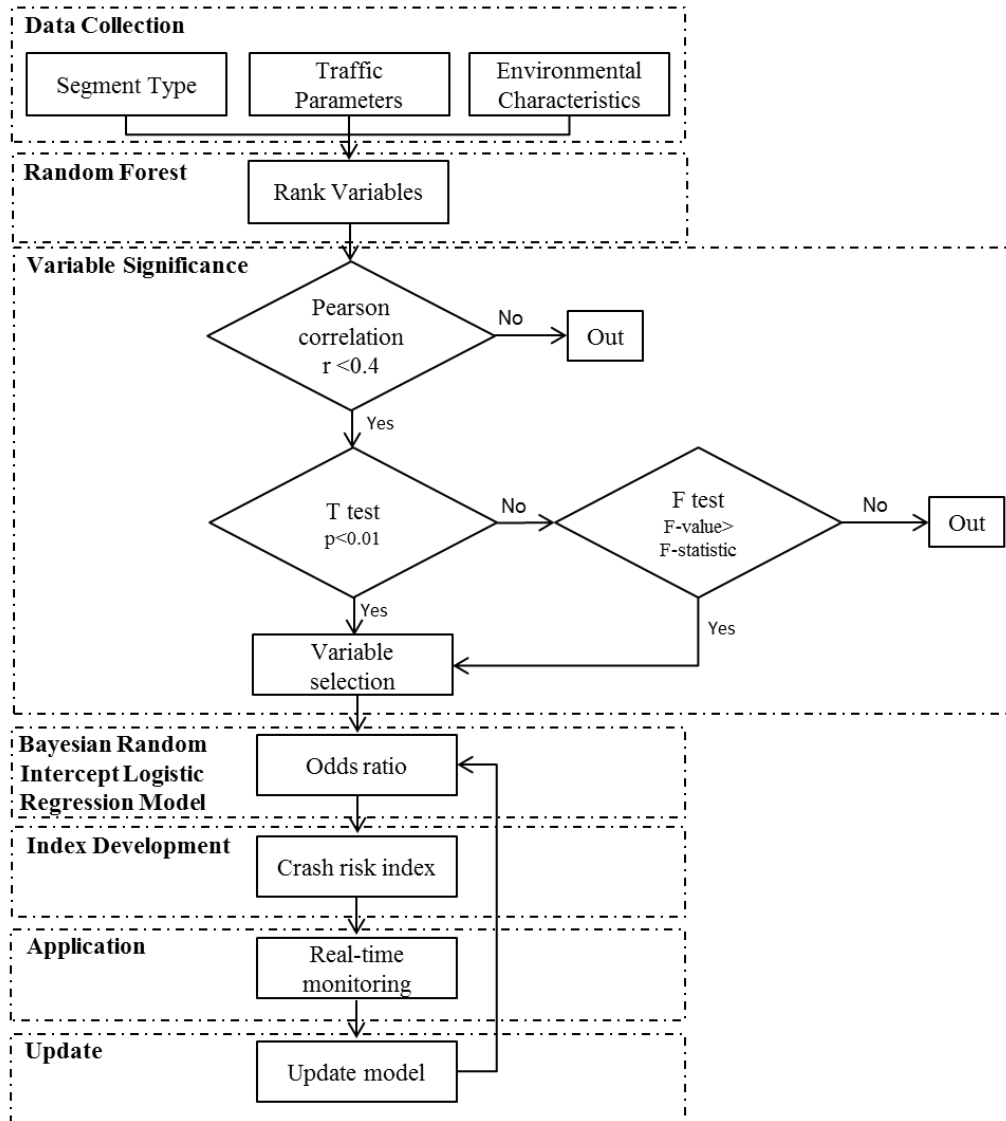 Data Collection
Segment Type
Traffic
Parameters
Environmental
Characteristics
Random Forest
Rank Variables
Variable Significance
Pearson
correlation
r <0.4
No
Out
Yes
T test
p<0.01
No
F test
F-value>
F-statistic
No
Out
Yes
Yes
Variable
selection
Bayesian Random
Intercept Logistic
Regression Model
Odds ratio
Index Development
Crash risk index
Application
Real-time
monitoring
Update
Update model